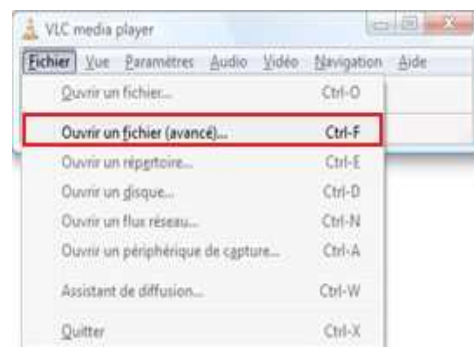 VLC media player
Fichier Vue Paramètres Audio Vidéo Navigation Aide
Ouvrir un fichier... Ctrl-O
Ouvrir un fichier (avancé)... Ctrl-F
Ouvrir un répertoire... Ctrl-E
Ouvrir un disque... Ctrl-D
Ouvrir un flux réseau... Ctrl-N
Ouvrir un périphérique de capture... Ctrl-A
Assistant de diffusion... Ctrl-W
Quitter Ctrl-X